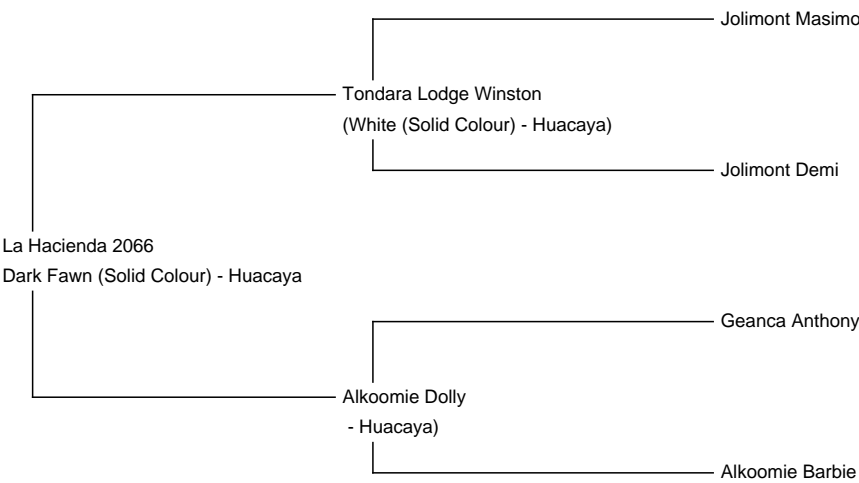 Jolimont Masimo
Tondara Lodge Winston
(White (Solid Colour) - Huacaya)
Jolimont Demi
La Hacienda 2066
Dark Fawn (Solid Colour) - Huacaya
Geanca Anthony
Alkoomie Dolly
- Huacaya)
Alkoomie Barbie